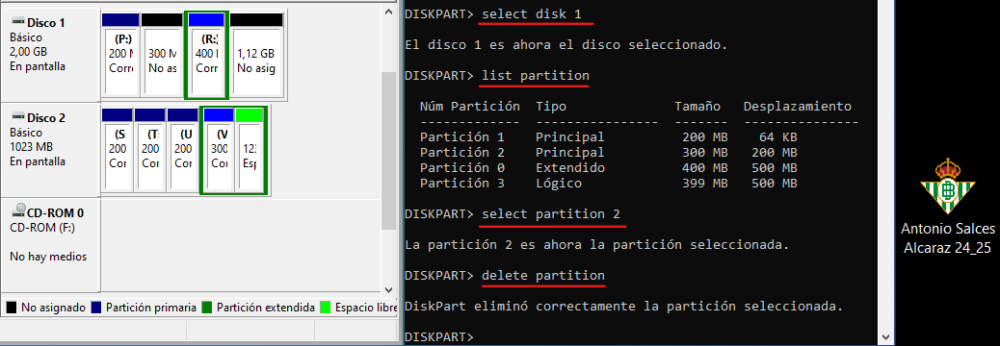 Disco 1
Básico
2,00 GB
En pantalla
(P:)
200 M
Corre
300 M
No asig
(R:)
400 l
Corr
1,12 GB
No asig
Disco 2
Básico
1023 MB
En pantalla
(S
200
Cor
(T
200
Cor
(U
200
Cor
(V
300
Cor
123
Esp
CD-ROM 0
CD-ROM (F:)
No hay medios
No asignado Partición primaria Partición extendida Espacio libre
DISKPART> select disk 1
El disco 1 es ahora el disco seleccionado.
DISKPART> list partition
Núm Partición Tipo Tamaño Desplazamiento
------------- ---------------- ------- ---------------
Partición 1 Principal 200 MB 64 KB
Partición 2 Principal 300 MB 200 MB
Partición 0 Extendido 400 MB 500 MB
Partición 3 Lógico 399 MB 500 MB
DISKPART> select partition 2
La partición 2 es ahora la partición seleccionada.
DISKPART> delete partition
DiskPart eliminó correctamente la partición seleccionada.
DISKPART>
Antonio Salces
Alcaraz 24_25